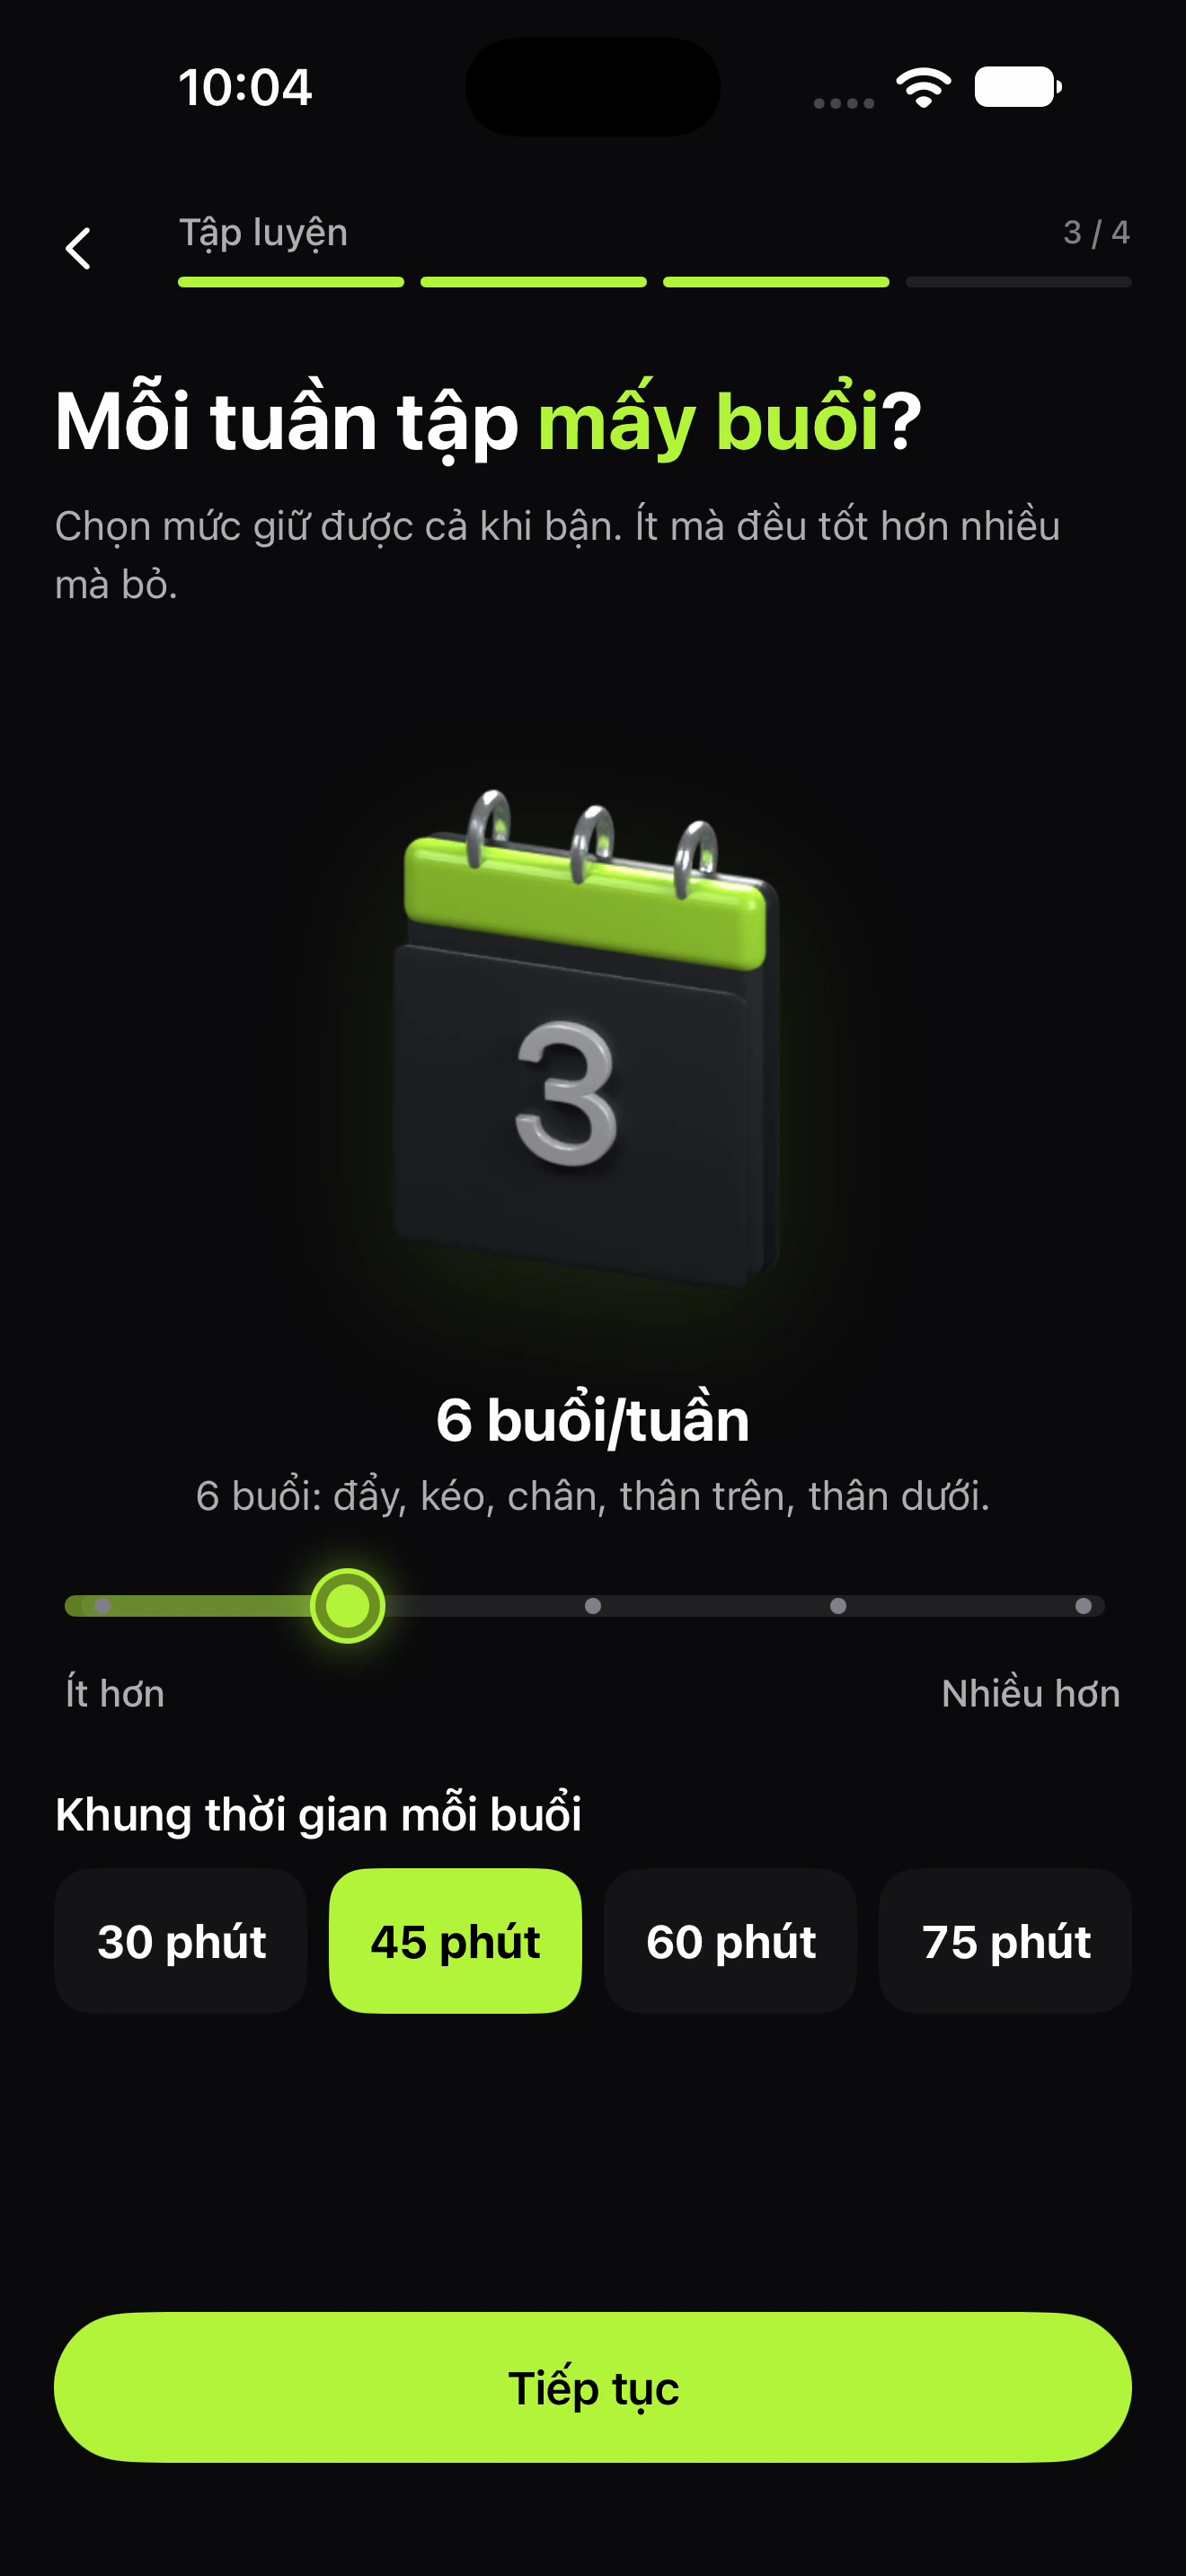 10:04
Tập luyện
3 / 4
Mỗi tuần tập mấy buổi?
Chọn mức giữ được cả khi bận. Ít mà đều tốt hơn nhiều
mà bỏ.
3
6 buổi/tuần
6 buổi: đẩy, kéo, chân, thân trên, thân dưới.
Ít hơn
Nhiều hơn
Khung thời gian mỗi buổi
30 phút
45 phút
60 phút
75 phút
Tiếp tục